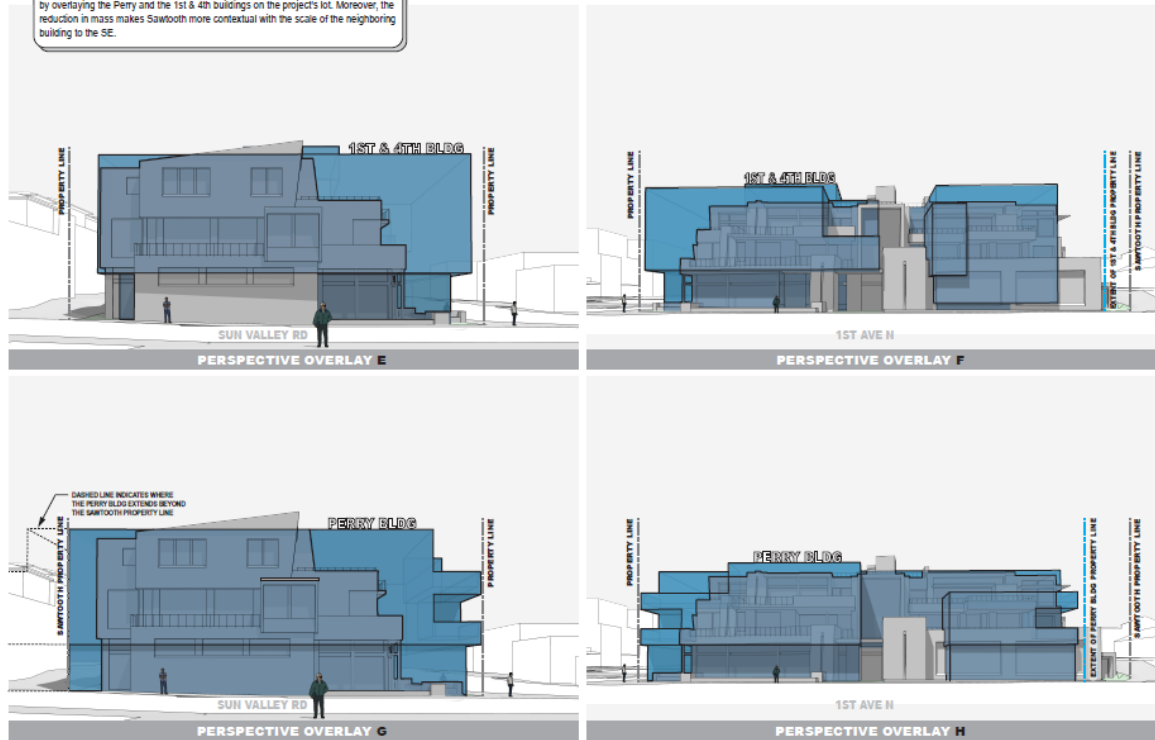 by overlaying the Perry and the 1st & 4th buildings on the project's lot. Moreover, the
reduction in mass makes Sawtooth more contextual with the scale of the neighboring
building to the SE.
PROPERTY LINE
1ST & 4TH BLDG
PROPERTY LINE
SUN VALLEY RD
PERSPECTIVE OVERLAY E
PROPERTY LINE
1ST & 4TH BLDG
EXTENT OF 1ST & 4TH BLDG PROPERTY LINE
SAWTOOTH PROPERTY LINE
1ST AVE N
PERSPECTIVE OVERLAY F
DASHED LINE INDICATES WHERE
THE PERRY BLDG EXTENDS BEYOND
THE SAWTOOTH PROPERTY LINE
SAWTOOTH PROPERTY LINE
PERRY BLDG
PROPERTY LINE
SUN VALLEY RD
PERSPECTIVE OVERLAY G
PROPERTY LINE
PERRY BLDG
EXTENT OF PERRY BLDG PROPERTY LINE
SAWTOOTH PROPERTY LINE
1ST AVE N
PERSPECTIVE OVERLAY H